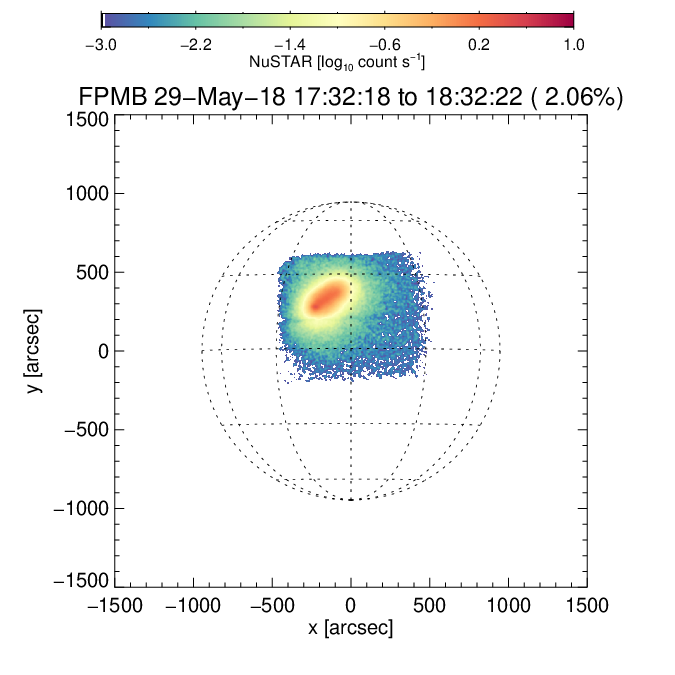 −3.0 −2.2 −1.4 −0.6 0.2 1.0
NuSTAR [log₁₀ count s⁻¹]
FPMB 29−May−18 17:32:18 to 18:32:22 ( 2.06%)
1500
1000
500
0
−500
−1000
−1500
y [arcsec]
−1500 −1000 −500 0 500 1000 1500
x [arcsec]